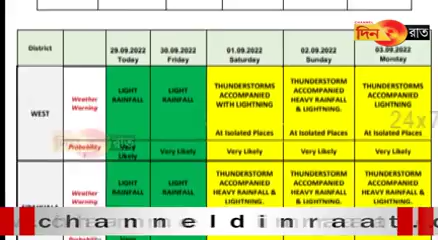 দিন রাত
District
29.09.2022 30.09.2022 01.09.2022 02.09.2022 03.09.2022
Today Friday Saturday Sunday Monday
WEST
Weather Warning
LIGHT RAINFALL
LIGHT RAINFALL
THUNDERSTORMS ACCOMPANIED WITH LIGHTNING
At Isolated Places
THUNDERSTORM ACCOMPANIED HEAVY RAINFALL & LIGHTNING.
At Isolated Places
THUNDERSTORMS ACCOMPANIED LIGHTNING
At Isolated Places
24x7
Probability Very Likely Very Likely Very Likely Very Likely Very Likely
Weather Warning
LIGHT RAINFALL
LIGHT RAINFALL
THUNDERSTORM ACCOMPANIED HEAVY RAINFALL & LIGHTNING.
THUNDERSTORM ACCOMPANIED HEAVY RAINFALL & LIGHTNING.
THUNDERSTORM ACCOMPANIED HEAVY RAINFALL & LIGHTNING.
channeldinraat.